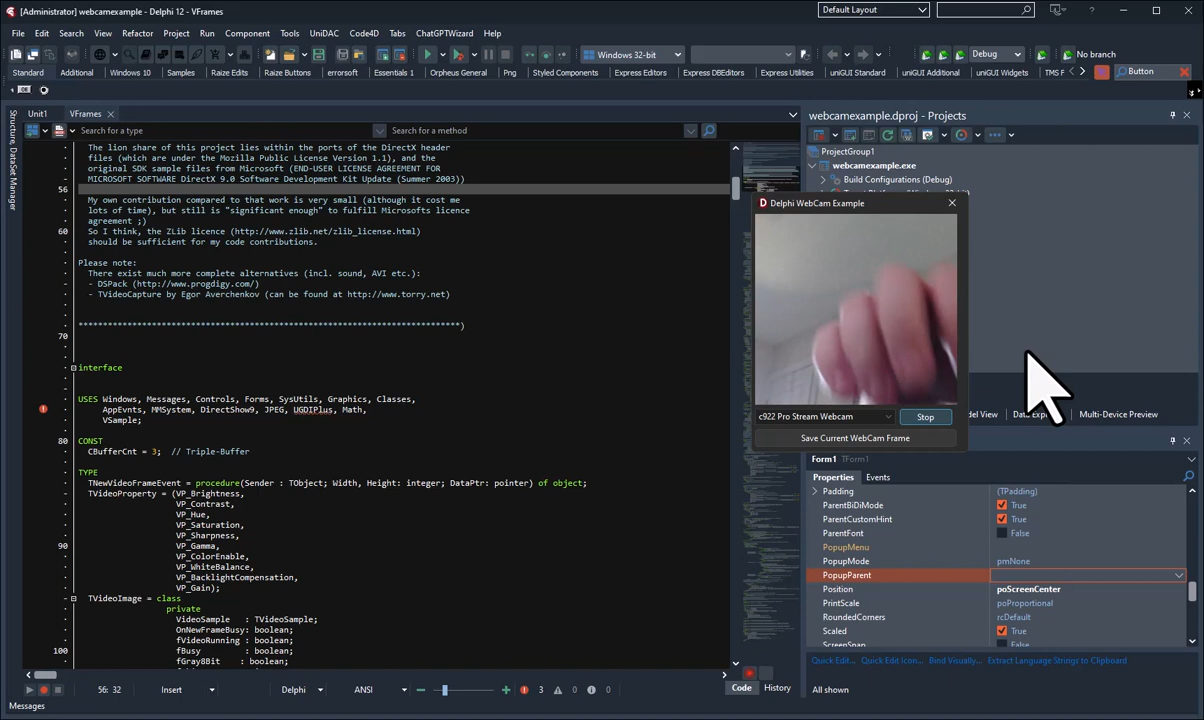 [Administrator] webcamexample - Delphi 12 - VFrames
Default Layout
File Edit Search View Refactor Project Run Component Tools UniDAC Code4D Tabs ChatGPTWizard Help
Windows 32-bit
Debug
No branch
Standard Additional Windows 10 Samples Raize Edits Raize Buttons errorsoft Essentials 1 Orpheus General Png Styled Components Express Editors Express DBEditors Express Utilities uniGUI Standard uniGUI Additional uniGUI Widgets TMS F
Button
Structure, DataSet Manager
Unit1 VFrames
Search for a type
Search for a method
The lion share of this project lies within the ports of the DirectX header
files (which are under the Mozilla Public License Version 1.1), and the
original SDK sample files from Microsoft (END-USER LICENSE AGREEMENT FOR
MICROSOFT SOFTWARE DirectX 9.0 Software Development Kit Update (Summer 2003))
56
My own contribution compared to that work is very small (although it cost me
lots of time), but still is "significant enough" to fulfill Microsofts licence
agreement ;)
60 So I think, the ZLib licence (http://www.zlib.net/zlib_license.html)
should be sufficient for my code contributions.
Please note:
There exist much more complete alternatives (incl. sound, AVI etc.):
- DSPack (http://www.progdigy.com/)
- TVideoCapture by Egor Averchenkov (can be found at http://www.torry.net)
******************************************************************************)
70
interface
USES Windows, Messages, Controls, Forms, SysUtils, Graphics, Classes,
AppEvnts, MMSystem, DirectShow9, JPEG, UGDIPlus, Math,
VSample;
80 CONST
CBufferCnt = 3; // Triple-Buffer
TYPE
TNewVideoFrameEvent = procedure(Sender : TObject; Width, Height: integer; DataPtr: pointer) of object;
TVideoProperty = (VP_Brightness,
VP_Contrast,
VP_Hue,
VP_Saturation,
VP_Sharpness,
90 VP_Gamma,
VP_ColorEnable,
VP_WhiteBalance,
VP_BacklightCompensation,
VP_Gain);
TVideoImage = class
private
VideoSample : TVideoSample;
OnNewFrameBusy: boolean;
fVideoRunning : boolean;
100 fBusy : boolean;
fGray8Bit : boolean;
56: 32
Insert
Delphi
ANSI
3
0
0
Code History
Messages
webcamexample.dproj - Projects
ProjectGroup1
webcamexample.exe
Build Configurations (Debug)
Delphi WebCam Example
c922 Pro Stream Webcam
Stop
Save Current WebCam Frame
Multi-Device Preview
Form1 TForm1
Properties Events
Padding (TPadding)
ParentBiDiMode True
ParentCustomHint True
ParentFont False
PopupMenu
PopupMode pmNone
PopupParent
Position poScreenCenter
PrintScale poProportional
RoundedCorners rcDefault
Scaled True
ScreenSnap False
Quick Edit... Quick Edit Icon... Bind Visually... Extract Language Strings to Clipboard
All shown